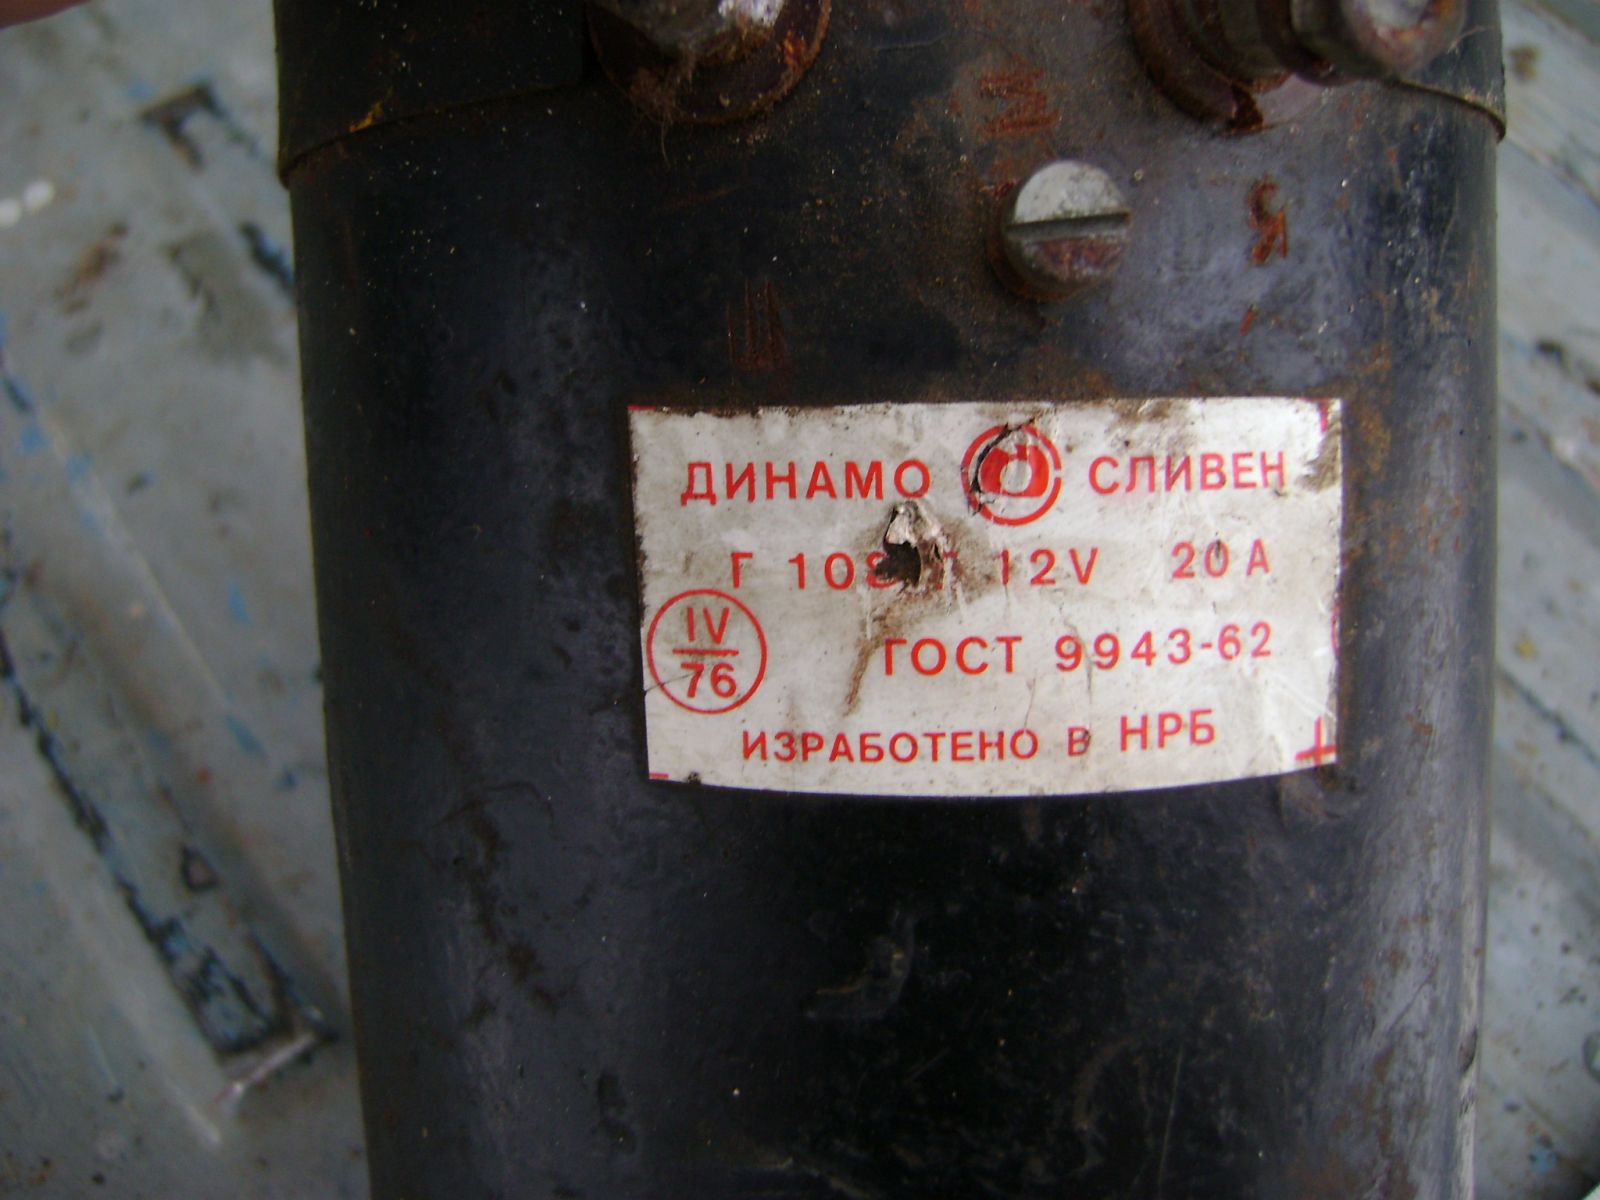 М
Я
Ш
ДИНАМО СЛИВЕН
Г 12V 20A
IV
76
ГОСТ 9943-62
ИЗРАБОТЕНО В НРБ